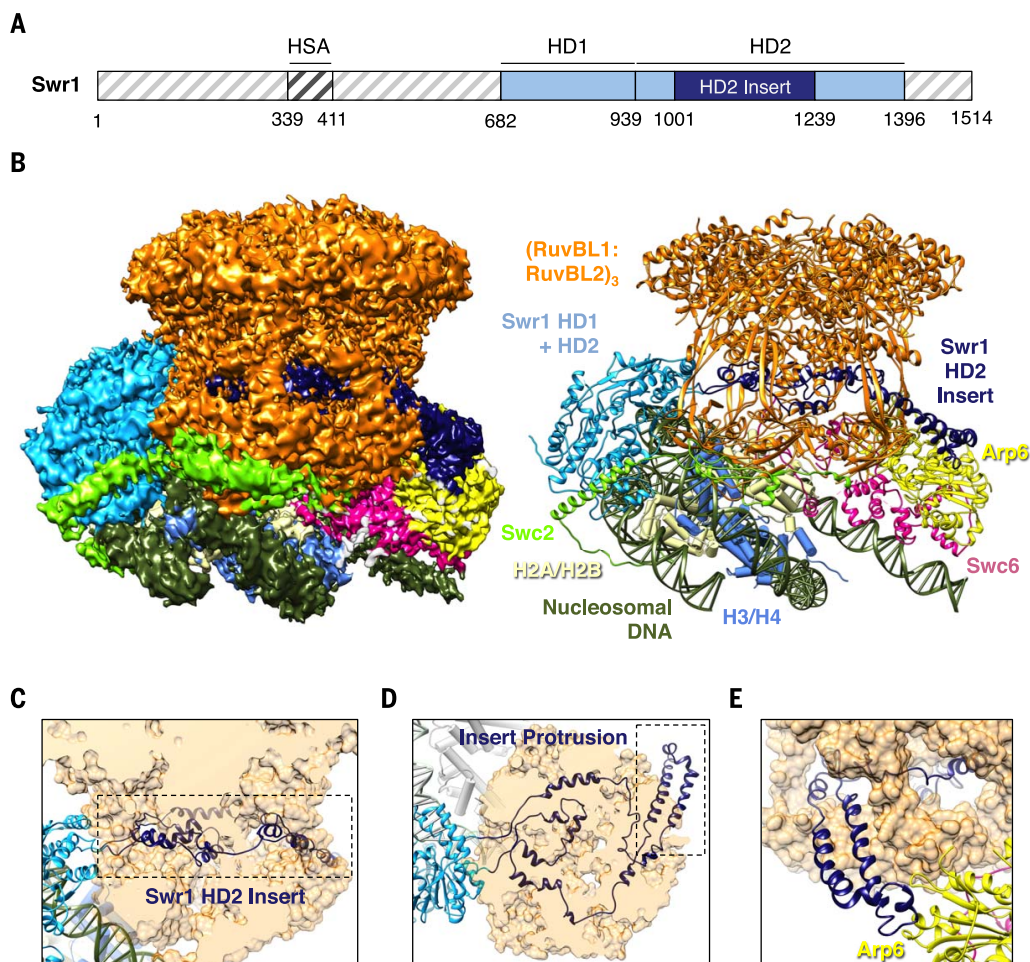 A
HSA
HD1
HD2
Swr1
HD2 Insert
1
339
411
682
939
1001
1239
1396
1514
B
(RuvBL1:
RuvBL2)3
Swr1 HD1
+ HD2
Swr1
HD2
Insert
Arp6
Swc2
H2A/H2B
Swc6
Nucleosomal
DNA
H3/H4
C
Swr1 HD2 Insert
D
Insert Protrusion
E
Arp6